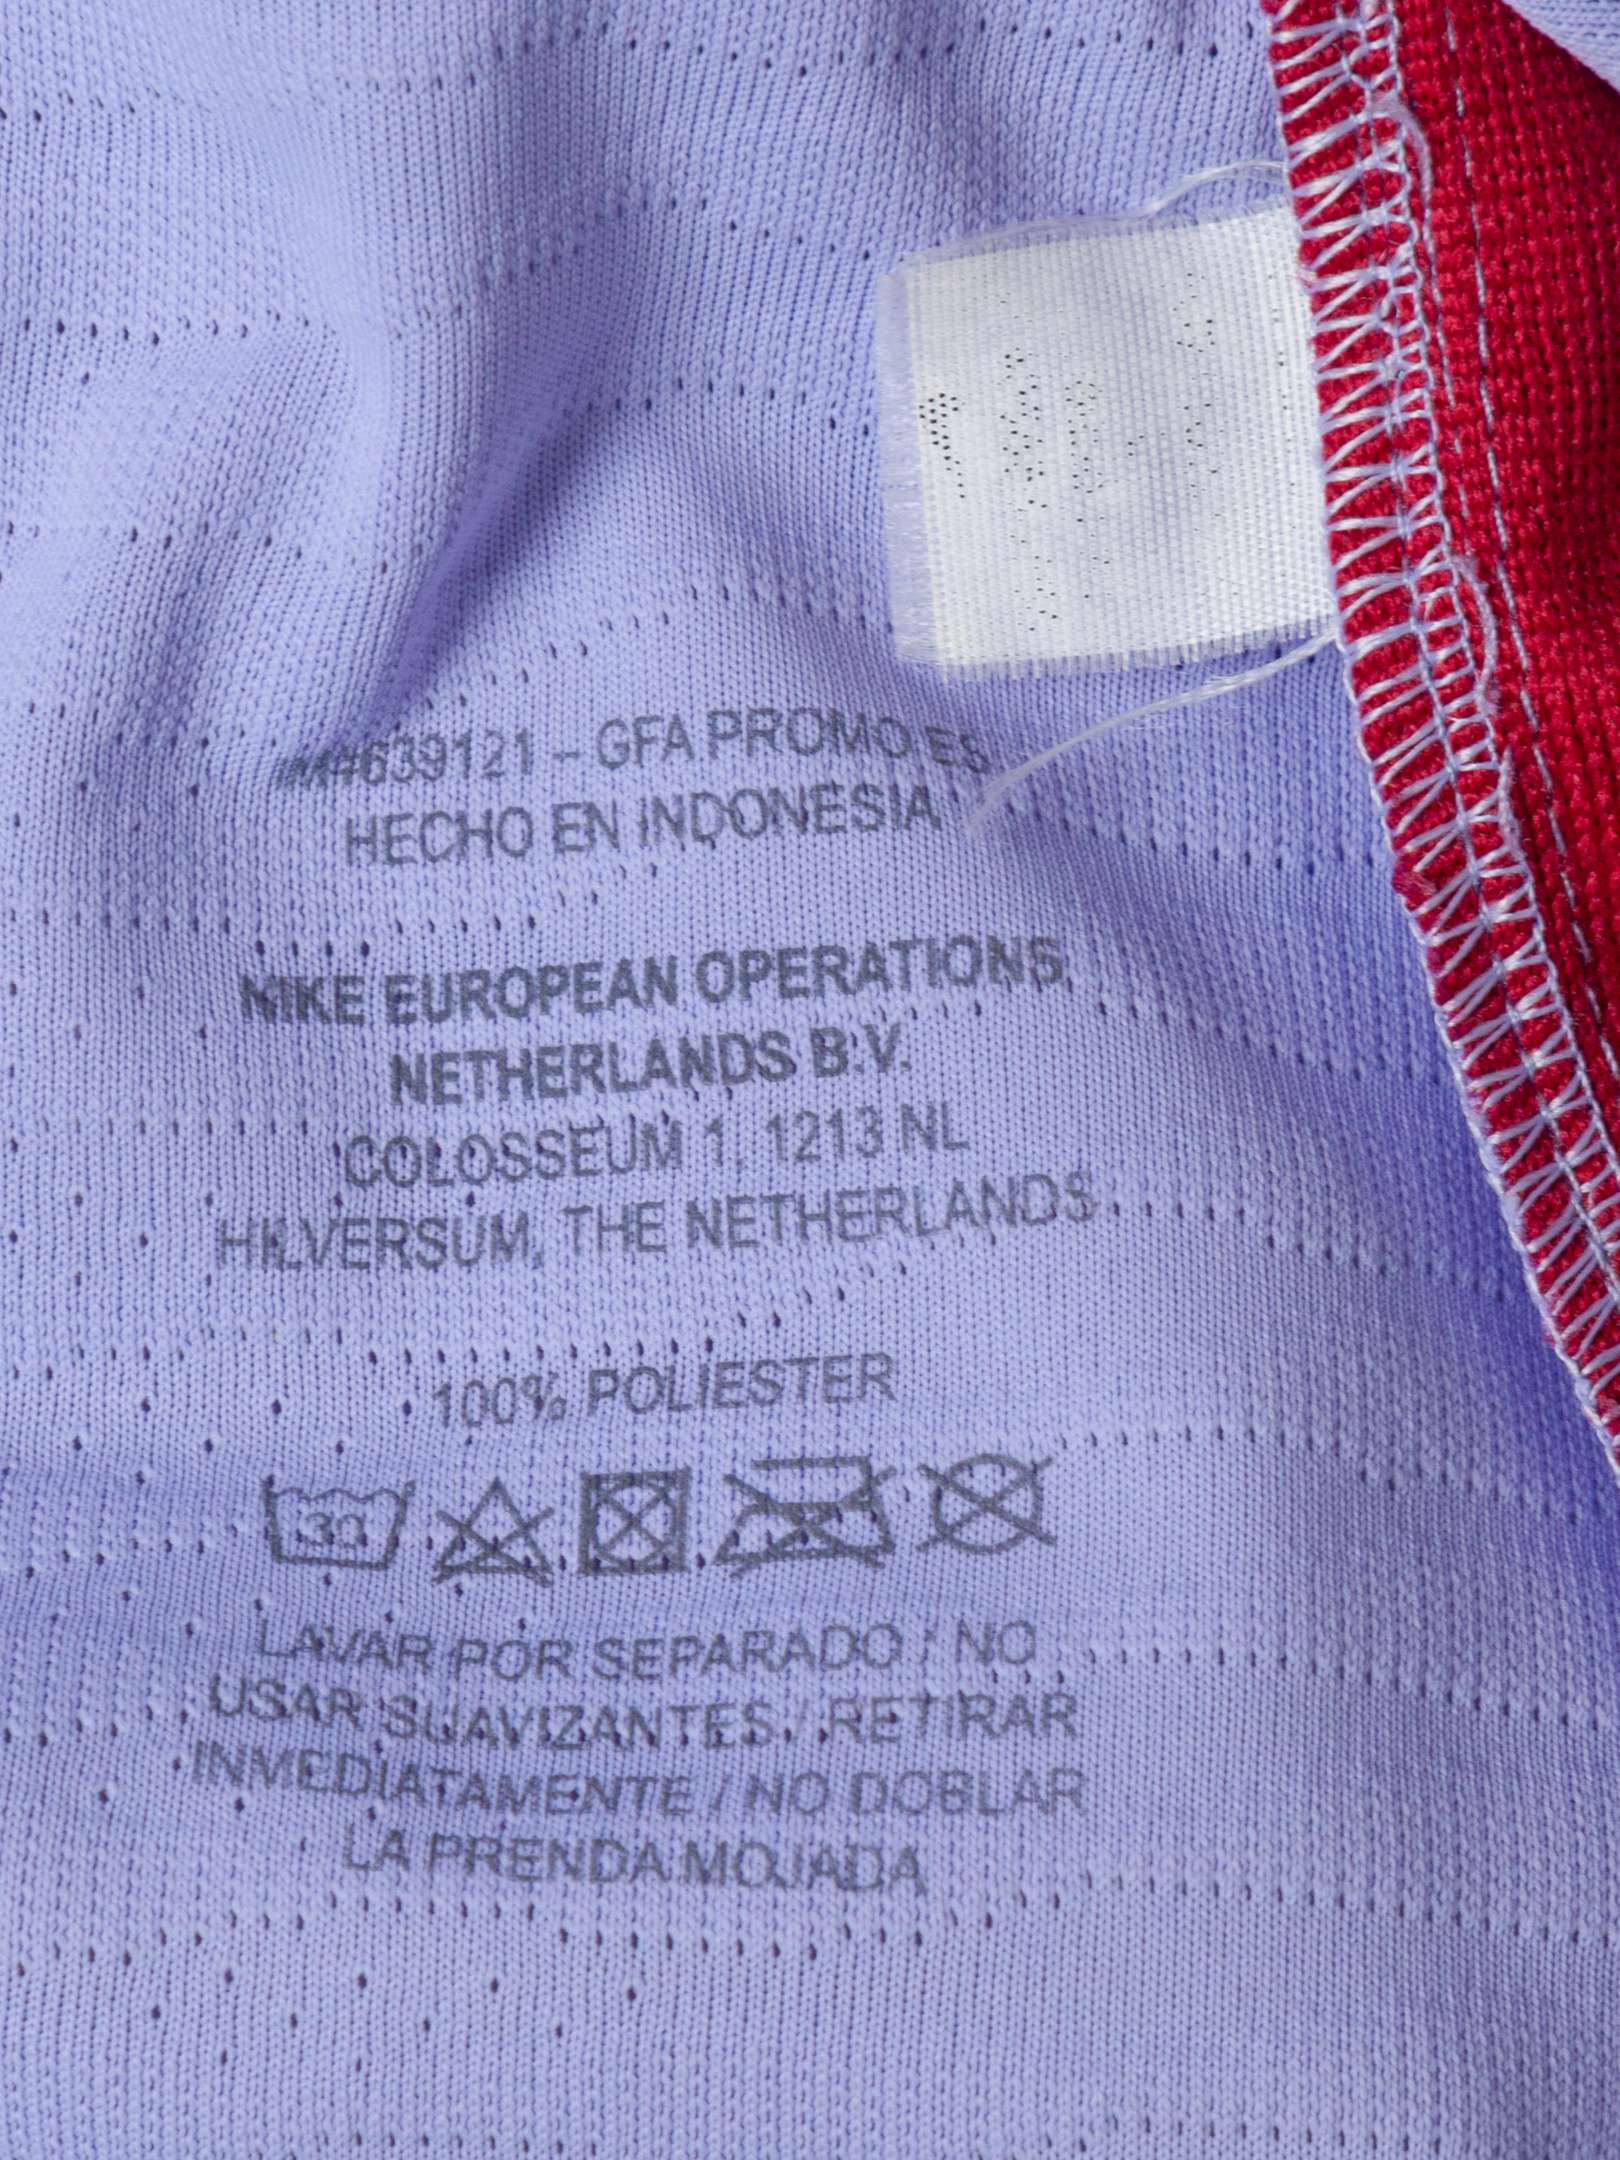 M#639121 – GFA PROMO ES
HECHO EN INDONESIA
NIKE EUROPEAN OPERATIONS
NETHERLANDS B.V.
COLOSSEUM 1, 1213 NL
HILVERSUM, THE NETHERLANDS
100% POLIESTER
30
LAVAR POR SEPARADO / NO
USAR SUAVIZANTES / RETIRAR
INMEDIATAMENTE / NO DOBLAR
LA PRENDA MOJADA